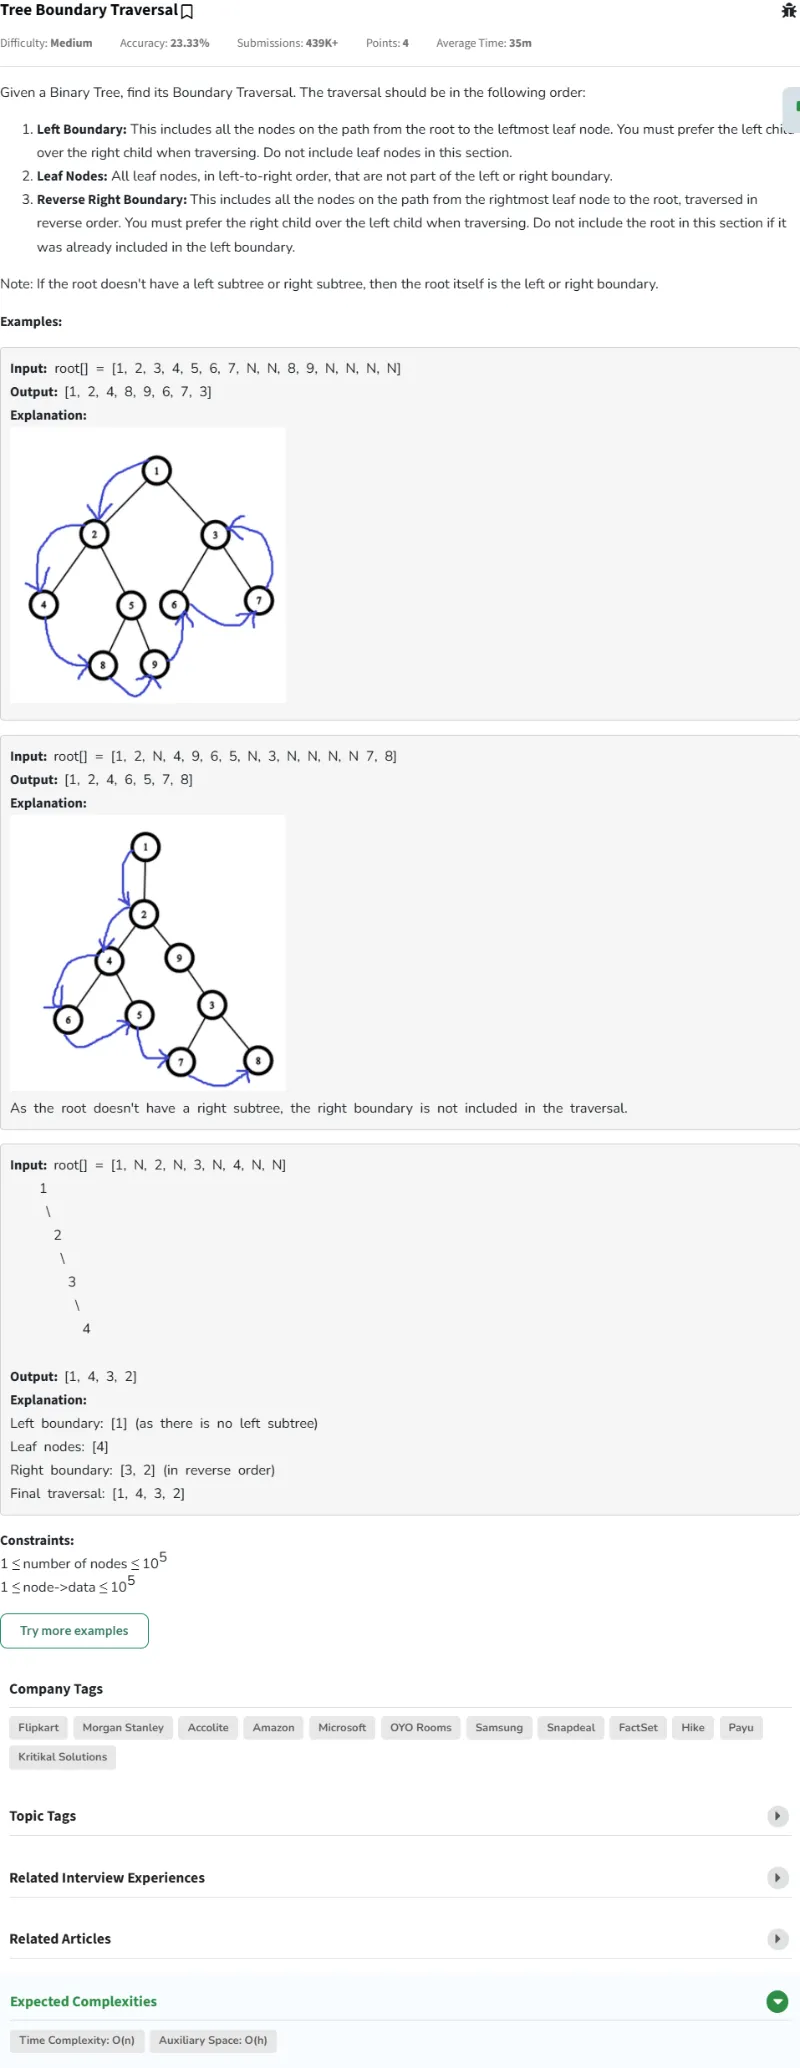 Tree Boundary Traversal
Difficulty: Medium Accuracy: 23.33% Submissions: 439K+ Points: 4 Average Time: 35m
Given a Binary Tree, find its Boundary Traversal. The traversal should be in the following order:
1. Left Boundary: This includes all the nodes on the path from the root to the leftmost leaf node. You must prefer the left child
over the right child when traversing. Do not include leaf nodes in this section.
2. Leaf Nodes: All leaf nodes, in left-to-right order, that are not part of the left or right boundary.
3. Reverse Right Boundary: This includes all the nodes on the path from the rightmost leaf node to the root, traversed in
reverse order. You must prefer the right child over the left child when traversing. Do not include the root in this section if it
was already included in the left boundary.
Note: If the root doesn't have a left subtree or right subtree, then the root itself is the left or right boundary.
Examples:
Input: root[] = [1, 2, 3, 4, 5, 6, 7, N, N, 8, 9, N, N, N, N]
Output: [1, 2, 4, 8, 9, 6, 7, 3]
Explanation:
1
2 3
4 5 6 7
8 9
Input: root[] = [1, 2, N, 4, 9, 6, 5, N, 3, N, N, N, N 7, 8]
Output: [1, 2, 4, 6, 5, 7, 8]
Explanation:
1
2
4 9
6 5 3
7 8
As the root doesn't have a right subtree, the right boundary is not included in the traversal.
Input: root[] = [1, N, 2, N, 3, N, 4, N, N]
1
\
2
\
3
\
4
Output: [1, 4, 3, 2]
Explanation:
Left boundary: [1] (as there is no left subtree)
Leaf nodes: [4]
Right boundary: [3, 2] (in reverse order)
Final traversal: [1, 4, 3, 2]
Constraints:
1 ≤ number of nodes ≤ 10^5
1 ≤ node->data ≤ 10^5
Try more examples
Company Tags
Flipkart Morgan Stanley Accolite Amazon Microsoft OYO Rooms Samsung Snapdeal FactSet Hike Payu
Kritikal Solutions
Topic Tags
Related Interview Experiences
Related Articles
Expected Complexities
Time Complexity: O(n) Auxiliary Space: O(h)